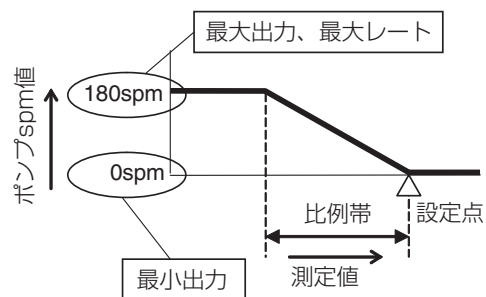 最大出力、最大レート
ポンプspm値
180spm
0spm
比例帯
設定点
測定値
最小出力